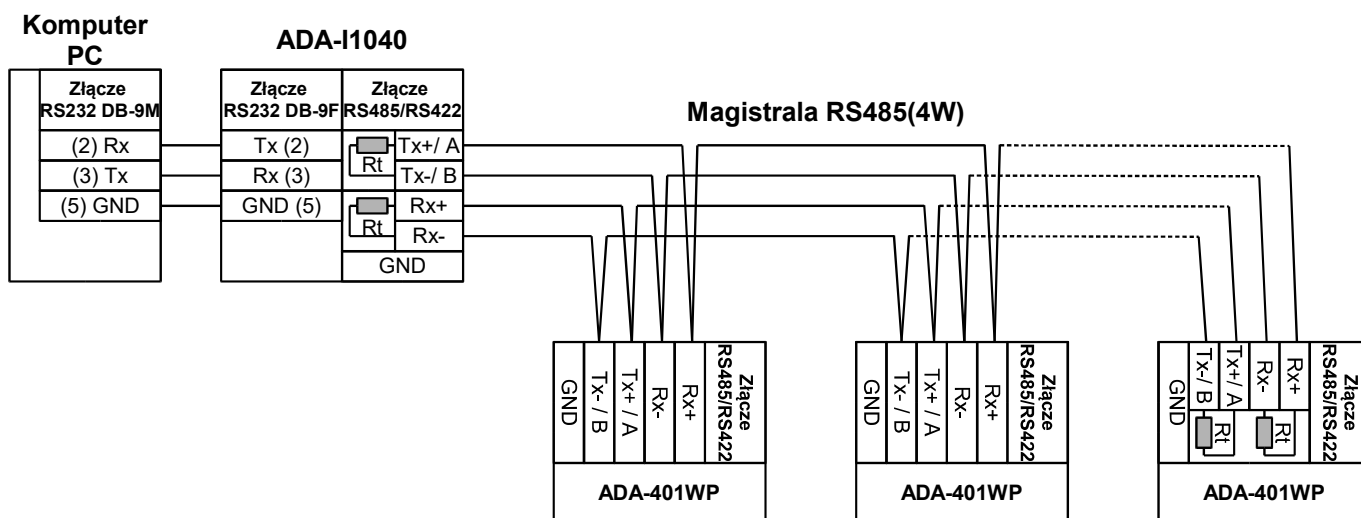 Komputer
PC
ADA-I1040
Złącze
RS232 DB-9M
Złącze
RS232 DB-9F
Złącze
RS485/RS422
Magistrala RS485(4W)
(2) Rx
Tx (2)
Rt
Tx+/ A
(3) Tx
Rx (3)
Tx-/ B
(5) GND
GND (5)
Rt
Rx+
Rx-
GND
GND
Tx- / B
Tx+ / A
Rx-
Rx+
Złącze
RS485/RS422
ADA-401WP
GND
Tx- / B
Tx+ / A
Rx-
Rx+
Złącze
RS485/RS422
ADA-401WP
GND
Tx-/ B
Tx+/ A
Rx-
Rx+
Rt
Rt
Złącze
RS485/RS422
ADA-401WP